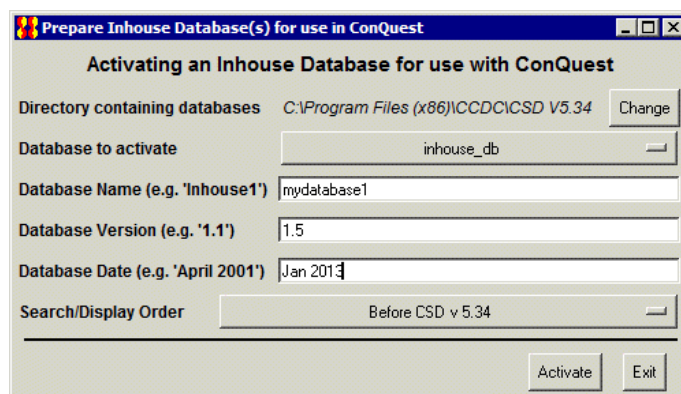 Prepare Inhouse Database(s) for use in ConQuest
Activating an Inhouse Database for use with ConQuest
Directory containing databases C:\Program Files (x86)\CCDC\CSD V5.34 Change
Database to activate inhouse_db
Database Name (e.g. 'Inhouse1') mydatabase1
Database Version (e.g. '1.1') 1.5
Database Date (e.g. 'April 2001') Jan 2013
Search/Display Order Before CSD v 5.34
Activate Exit